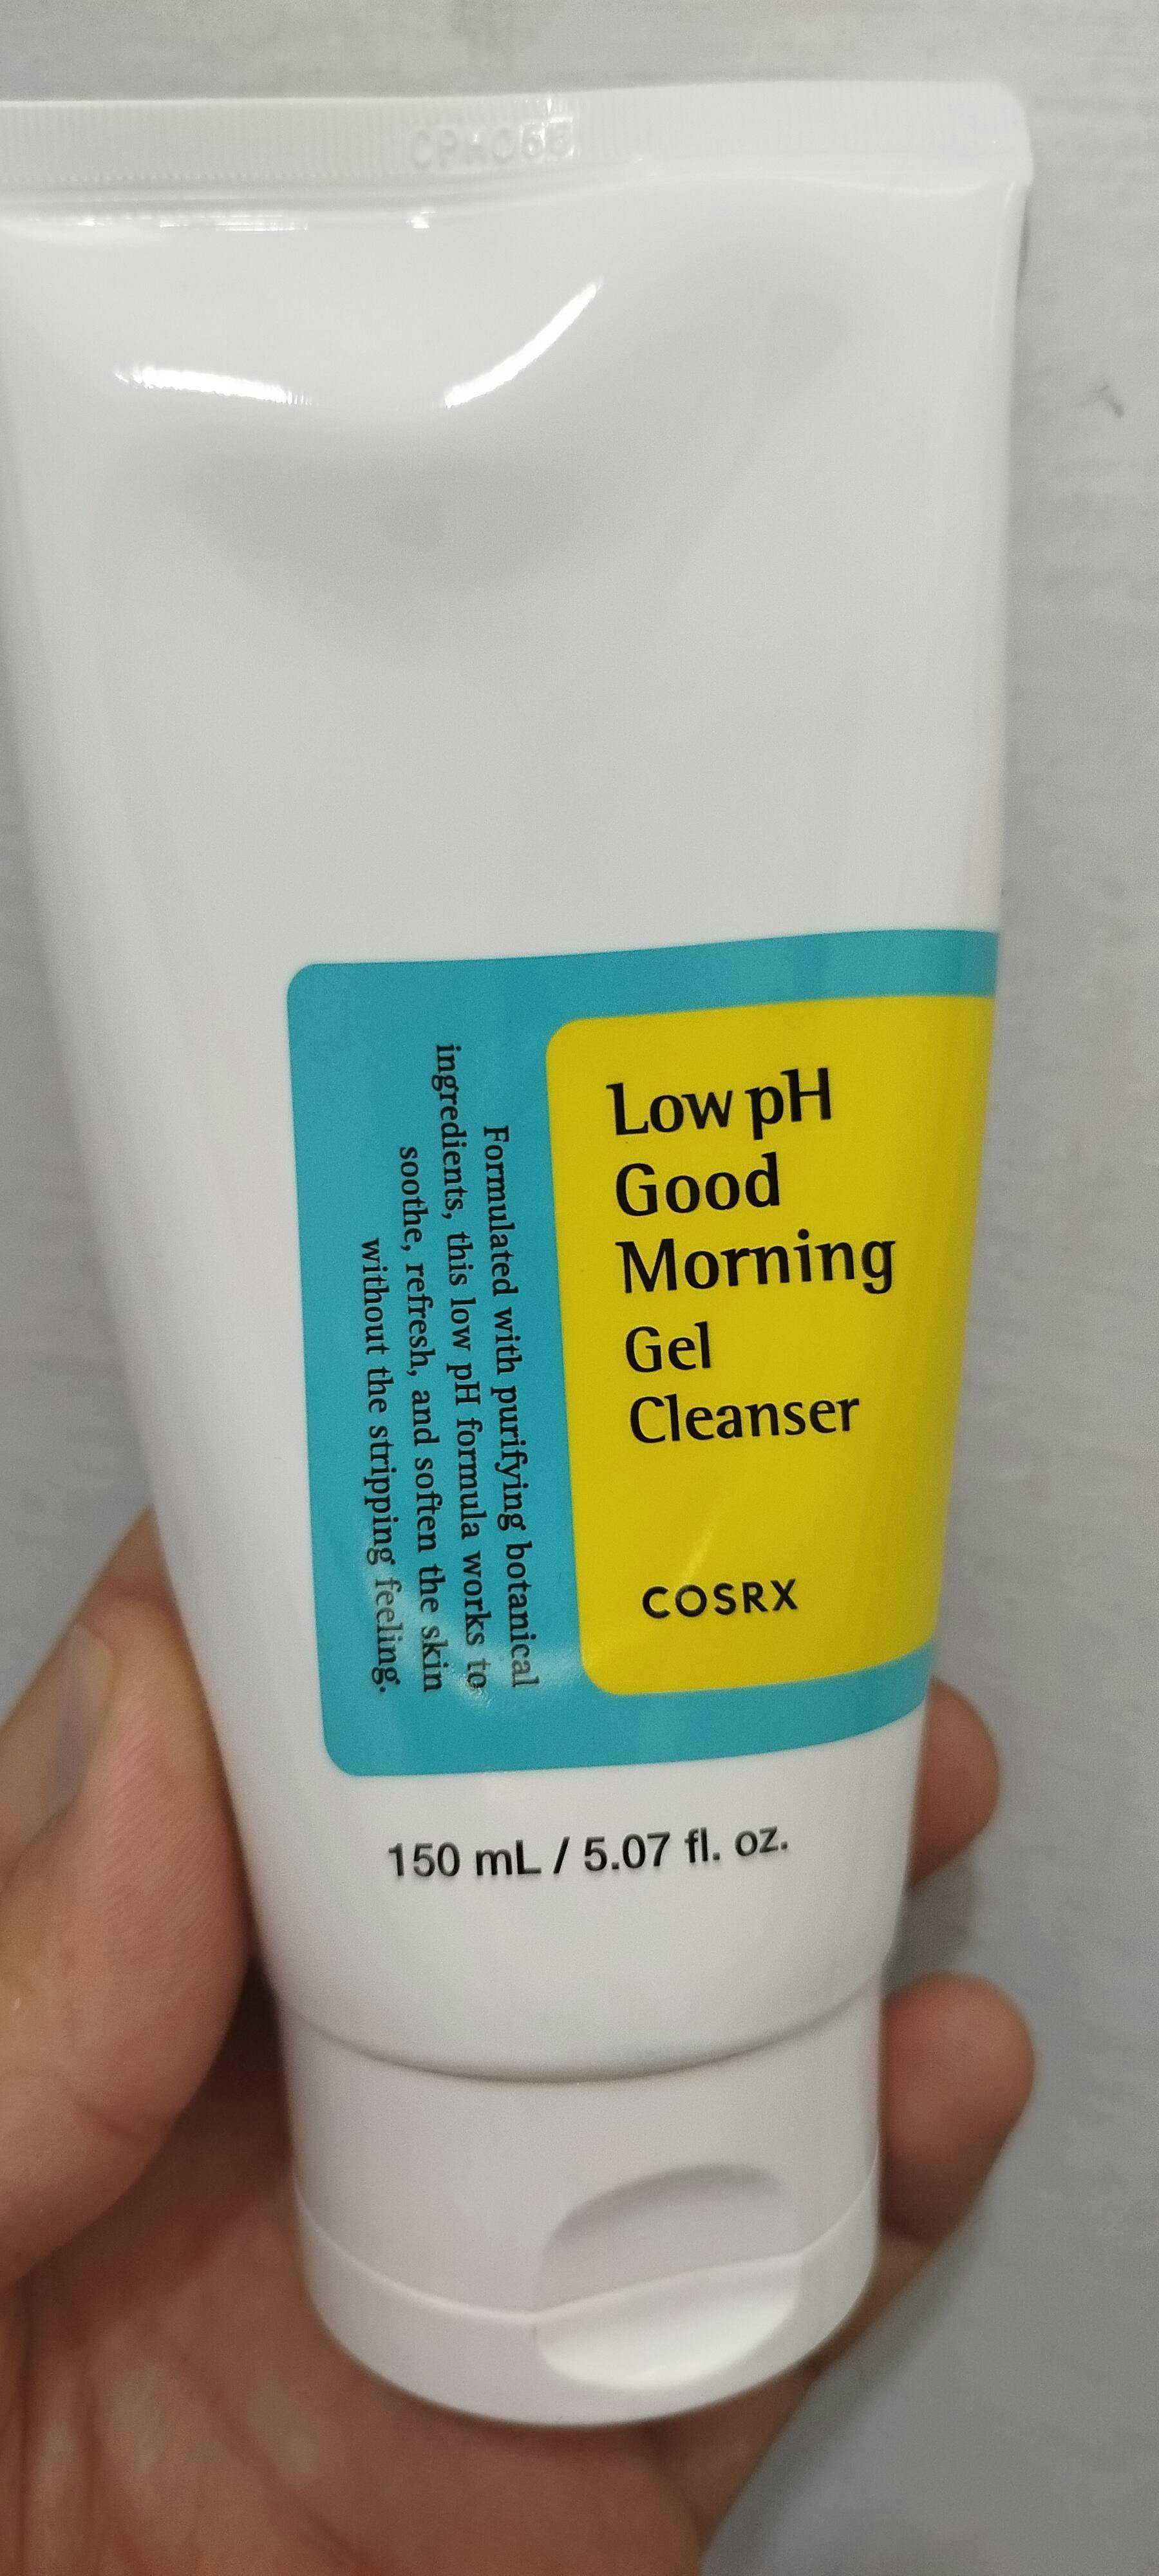 Low pH
Good
Morning
Gel
Cleanser
COSRX
Formulated with purifying botanical
ingredients, this low pH formula works to
soothe, refresh, and soften the skin
without the stripping feeling.
150 mL / 5.07 fl. oz.